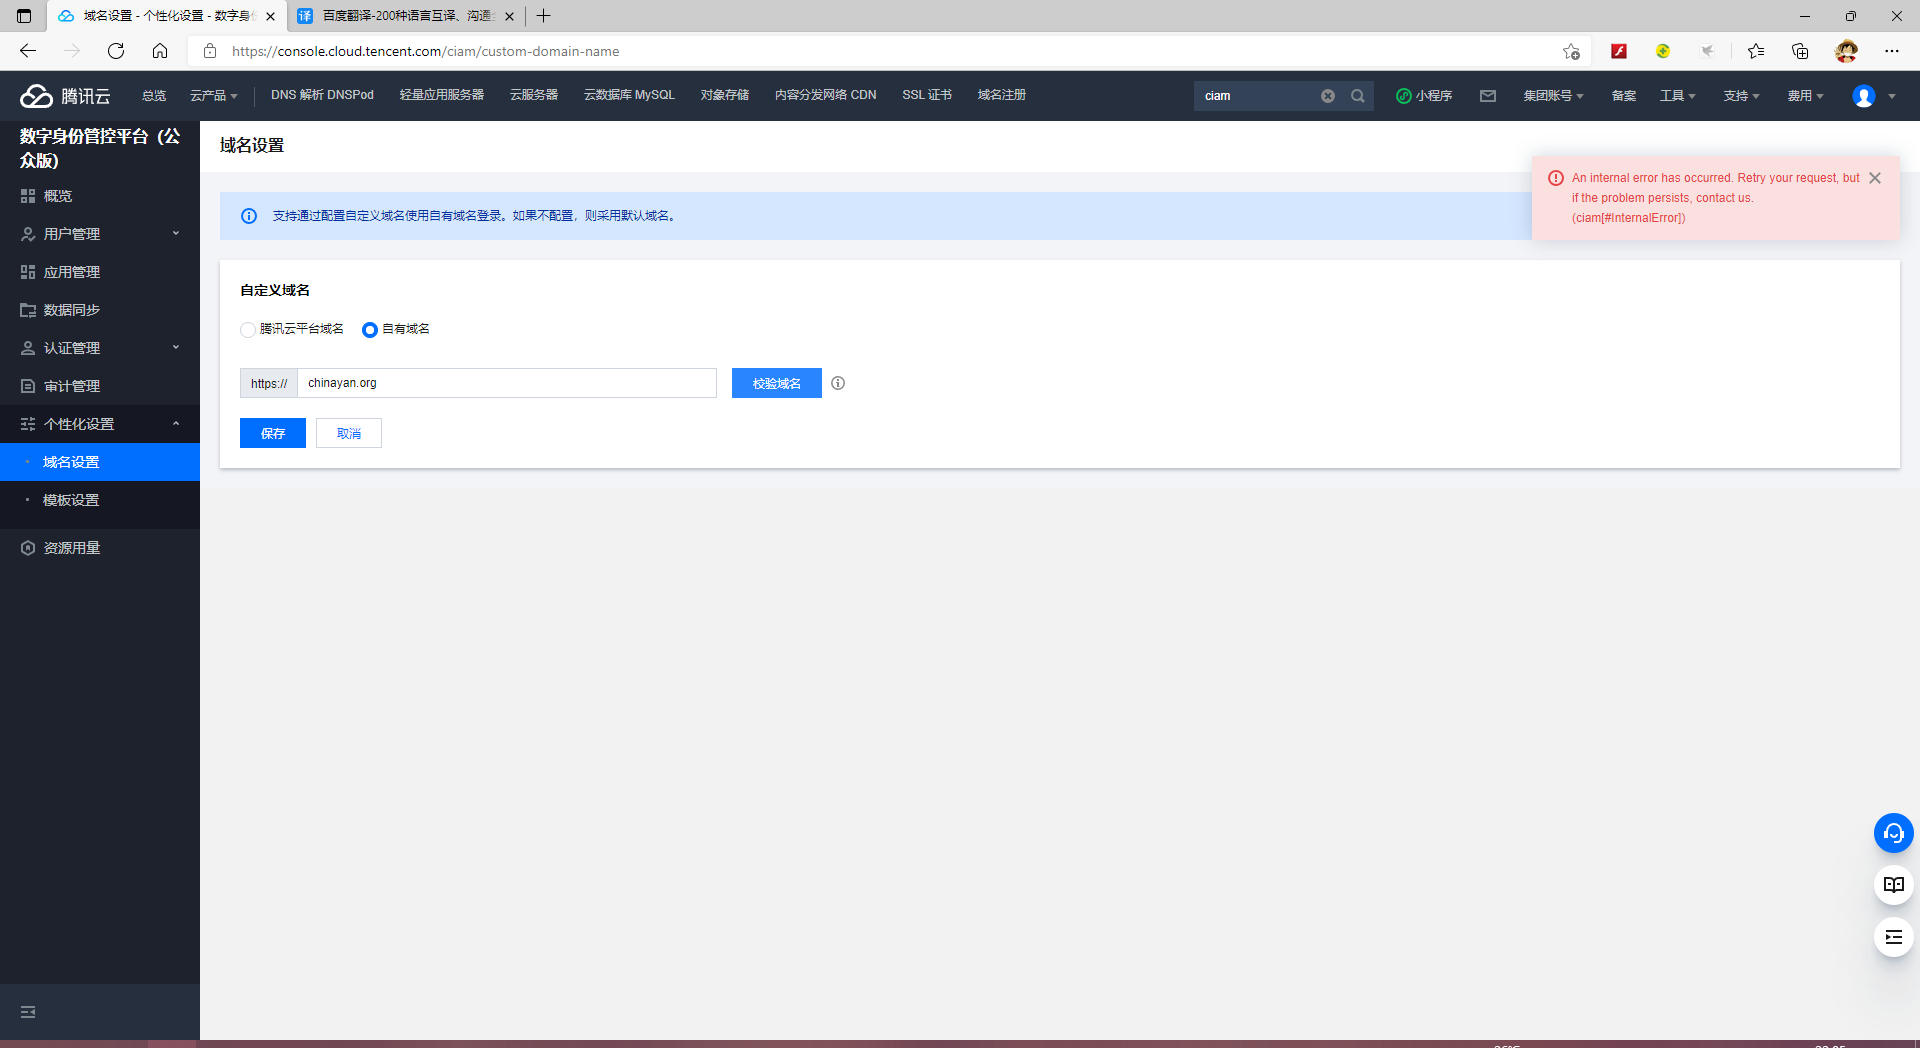 域名设置 - 个性化设置 - 数字身份
百度翻译-200种语言互译、沟通
https://console.cloud.tencent.com/ciam/custom-domain-name
腾讯云
总览
云产品
DNS 解析 DNSPod
轻量应用服务器
云服务器
云数据库 MySQL
对象存储
内容分发网络 CDN
SSL 证书
域名注册
ciam
小程序
集团账号
备案
工具
支持
费用
数字身份管控平台（公
众版）
概览
用户管理
应用管理
数据同步
认证管理
审计管理
个性化设置
域名设置
模板设置
资源用量
域名设置
An internal error has occurred. Retry your request, but
if the problem persists, contact us.
(ciam[#InternalError])
支持通过配置自定义域名使用自有域名登录。如果不配置，则采用默认域名。
自定义域名
腾讯云平台域名
自有域名
https://
chinayan.org
校验域名
保存
取消